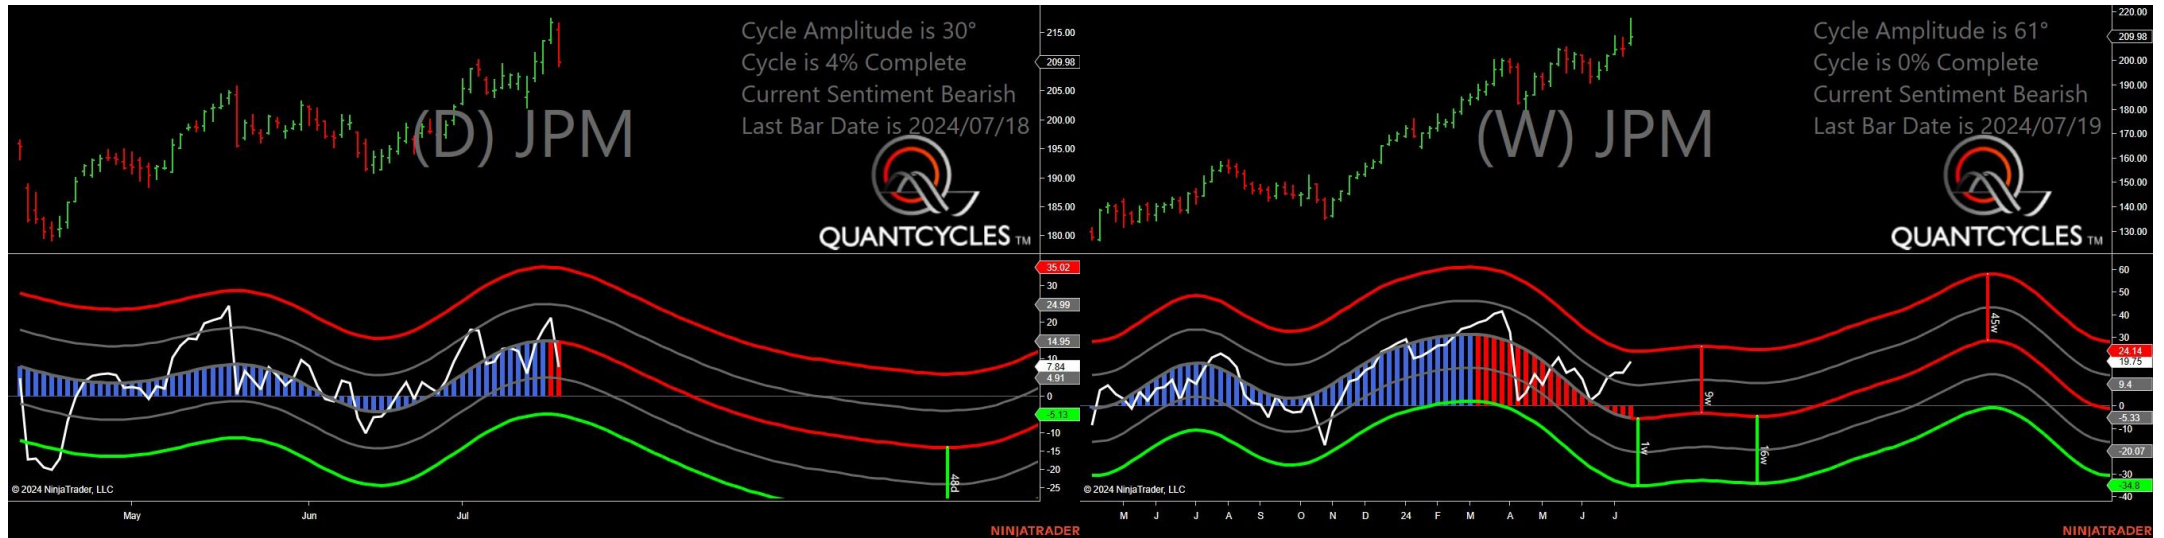 Cycle Amplitude is 30°
Cycle is 4% Complete
Current Sentiment Bearish
Last Bar Date is 2024/07/18
(D) JPM
QUANTCYCLES TM
215.00
209.98
205.00
200.00
195.00
190.00
185.00
180.00
35.02
30
24.99
20
14.95
10
7.84
4.91
0
-5.13
-10
-15
-20
-25
48d
© 2024 NinjaTrader, LLC
May Jun Jul
NINJATRADER
Cycle Amplitude is 61°
Cycle is 0% Complete
Current Sentiment Bearish
Last Bar Date is 2024/07/19
(W) JPM
QUANTCYCLES TM
220.00
209.98
200.00
190.00
180.00
170.00
160.00
150.00
140.00
130.00
60
50
40
30
24.14
19.75
9.4
0
-5.33
-10
-20.07
-30
-34.8
-40
45w
9w
1w
16w
© 2024 NinjaTrader, LLC
M J J A S O N D 24 F M A M J J
NINJATRADER